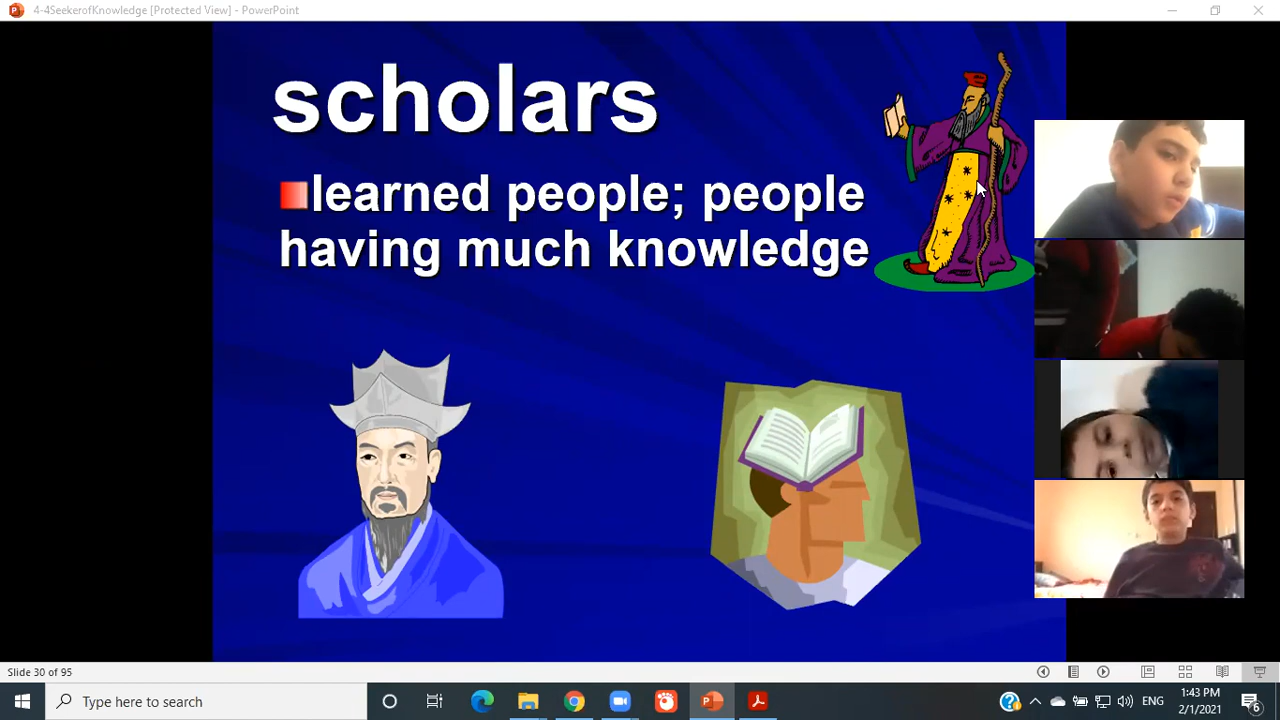 4-4SeekerofKnowledge [Protected View] - PowerPoint
scholars
learned people; people
having much knowledge
Slide 30 of 95
Type here to search
ENG
1:43 PM
2/1/2021
6